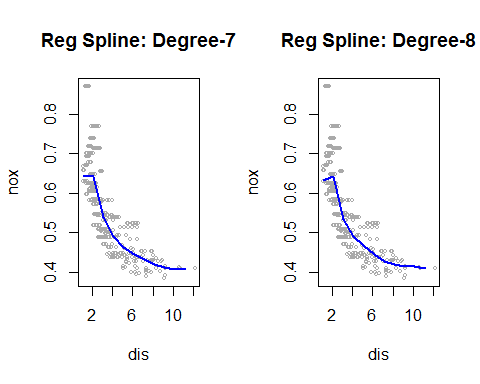 Reg Spline: Degree-7
nox
0.4 0.5 0.6 0.7 0.8
2 6 10
dis
Reg Spline: Degree-8
nox
0.4 0.5 0.6 0.7 0.8
2 6 10
dis